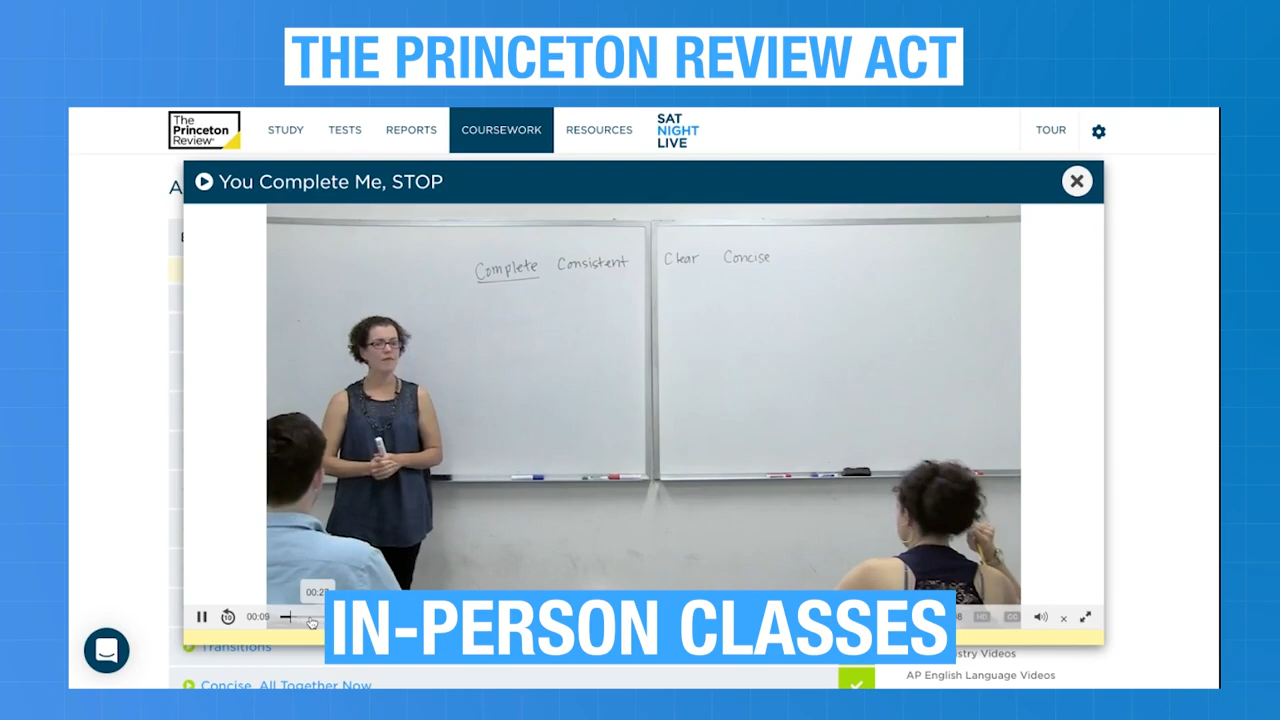 THE PRINCETON REVIEW ACT
The
Princeton
Review
STUDY
TESTS
REPORTS
COURSEWORK
RESOURCES
SAT
NIGHT
LIVE
TOUR
You Complete Me, STOP
Complete Consistent Clear Concise
00:09
HD
CC
IN-PERSON CLASSES
Transitions
Concise, All Together Now
AP English Language Videos